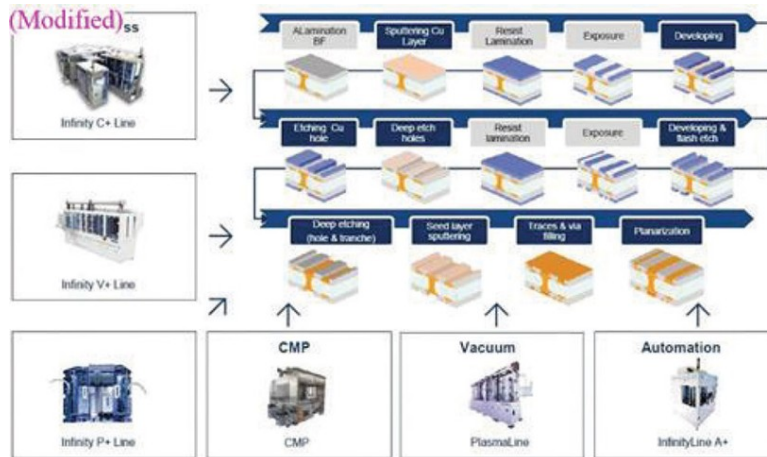 (Modified)ss
ALamination BF
Sputtering Cu Layer
Resist Lamination
Exposure
Developing
Infinity C+ Line
Etching Cu hole
Deep etch holes
Resist lamination
Exposure
Developing & flash etch
Deep etching (hole & tranche)
Seed layer sputtering
Traces & via filling
Planarization
Infinity V+ Line
CMP
Vacuum
Automation
Infinity P+ Line
CMP
PlasmaLine
InfinityLine A+